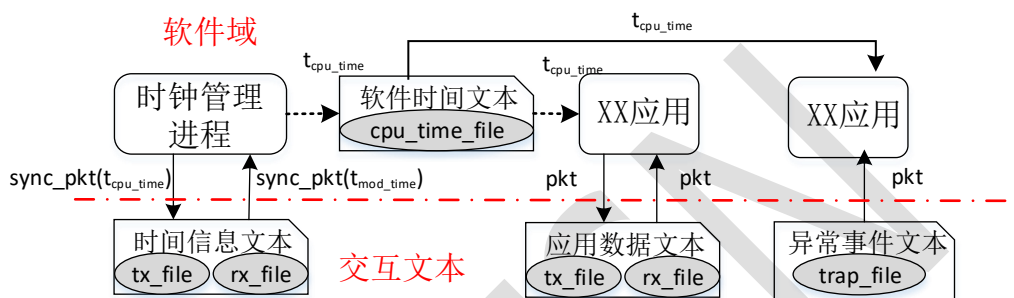 软件域
t_cpu_time
t_cpu_time
t_cpu_time
时钟管理
进程
软件时间文本
cpu_time_file
XX应用
XX应用
sync_pkt(t_cpu_time)
sync_pkt(t_mod_time)
pkt
pkt
pkt
时间信息文本
tx_file
rx_file
交互文本
应用数据文本
tx_file
rx_file
异常事件文本
trap_file